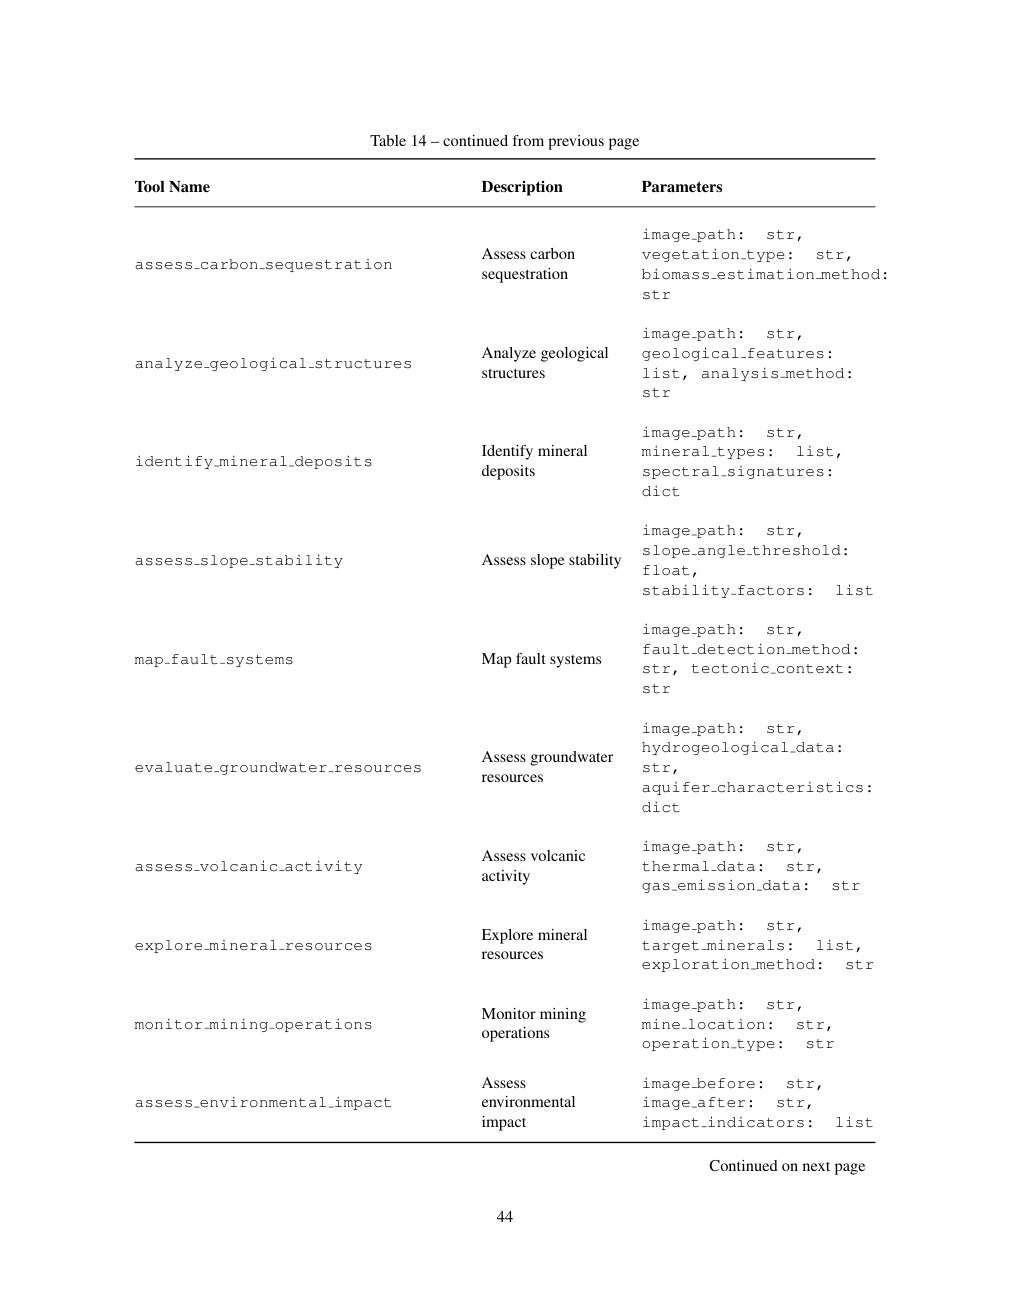 Table 14 – continued from previous page
Tool Name Description Parameters
assess_carbon_sequestration
Assess carbon
sequestration
image_path: str,
vegetation_type: str,
biomass_estimation_method:
str
analyze_geological_structures
Analyze geological
structures
image_path: str,
geological_features:
list, analysis_method:
str
identify_mineral_deposits
Identify mineral
deposits
image_path: str,
mineral_types: list,
spectral_signatures:
dict
assess_slope_stability
Assess slope stability
image_path: str,
slope_angle_threshold:
float,
stability_factors: list
map_fault_systems
Map fault systems
image_path: str,
fault_detection_method:
str, tectonic_context:
str
evaluate_groundwater_resources
Assess groundwater
resources
image_path: str,
hydrogeological_data:
str,
aquifer_characteristics:
dict
assess_volcanic_activity
Assess volcanic
activity
image_path: str,
thermal_data: str,
gas_emission_data: str
explore_mineral_resources
Explore mineral
resources
image_path: str,
target_minerals: list,
exploration_method: str
monitor_mining_operations
Monitor mining
operations
image_path: str,
mine_location: str,
operation_type: str
assess_environmental_impact
Assess
environmental
impact
image_before: str,
image_after: str,
impact_indicators: list
Continued on next page
44